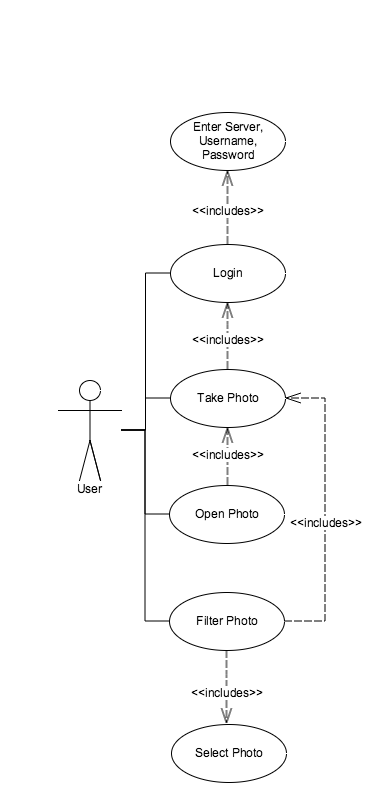 Enter Server,
Username,
Password
<<includes>>
Login
<<includes>>
Take Photo
<<includes>>
User
Open Photo
<<includes>>
Filter Photo
<<includes>>
Select Photo